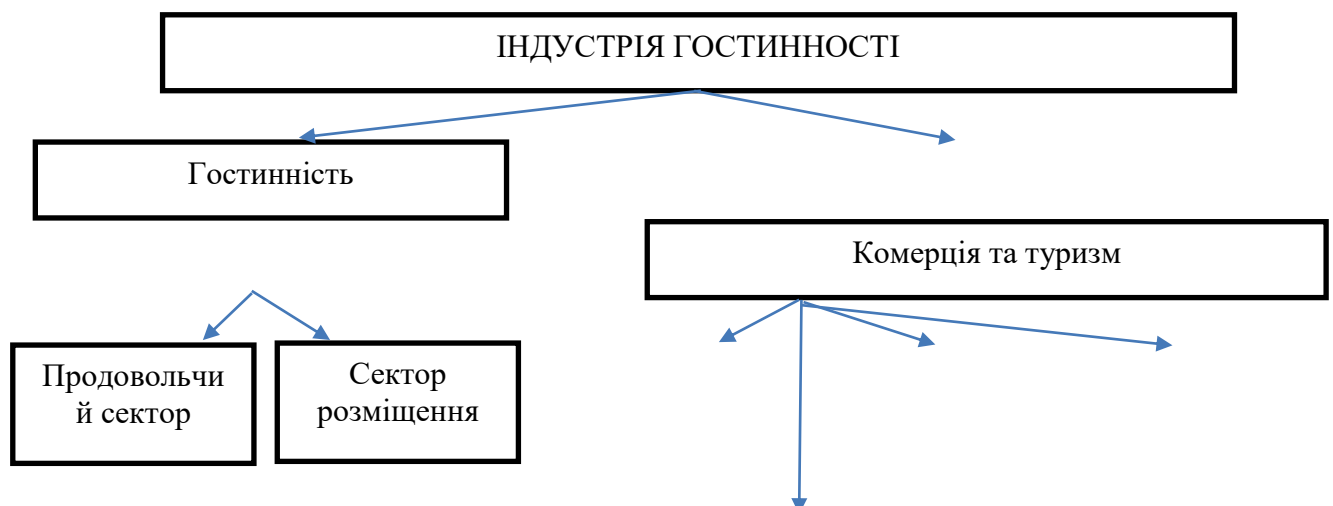 ІНДУСТРІЯ ГОСТИННОСТІ
Гостинність
Комерція та туризм
Продовольчи
й сектор
Сектор
розміщення